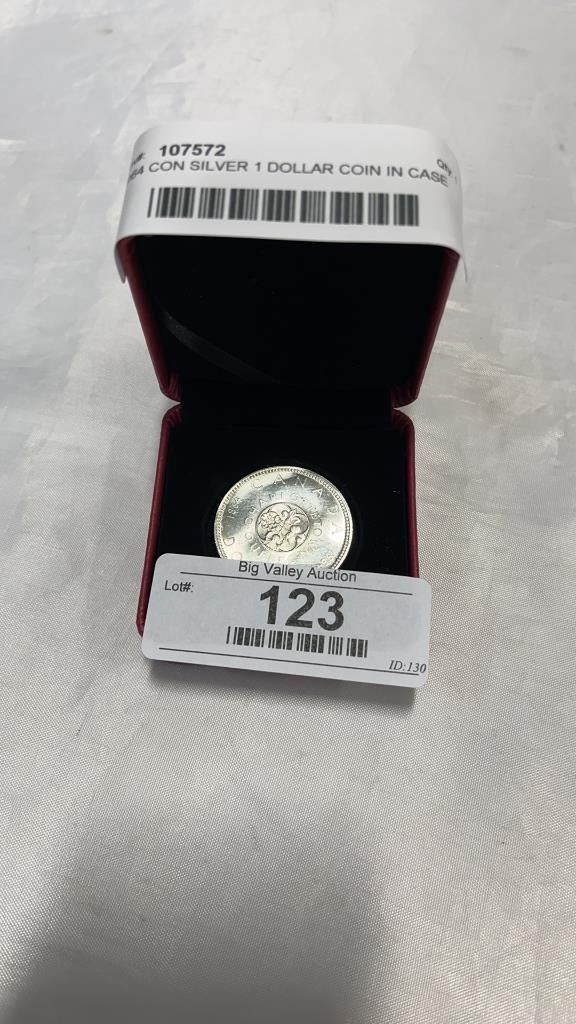 107572
CON SILVER 1 DOLLAR COIN IN CASE
CANADA
Big Valley Auction
Lot#:
123
ID:130